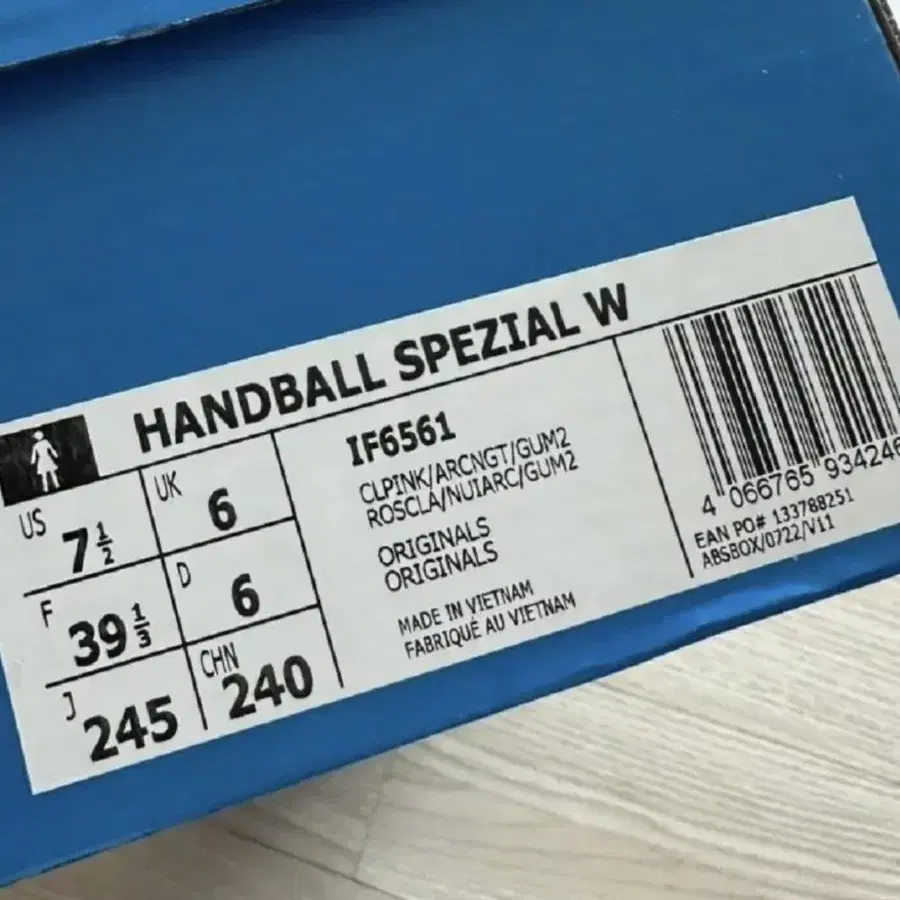 HANDBALL SPEZIAL W
US 7 1/2
UK 6
F 39 1/3
D 6
J 245
CHN 240
IF6561
CLPINK/ARCNGT/GUM2
ROSCLA/NUIARC/GUM2
ORIGINALS
ORIGINALS
MADE IN VIETNAM
FABRIQUÉ AU VIETNAM
4 066765 934246
EAN PO# 133788251
ABSBOX/0722/V11